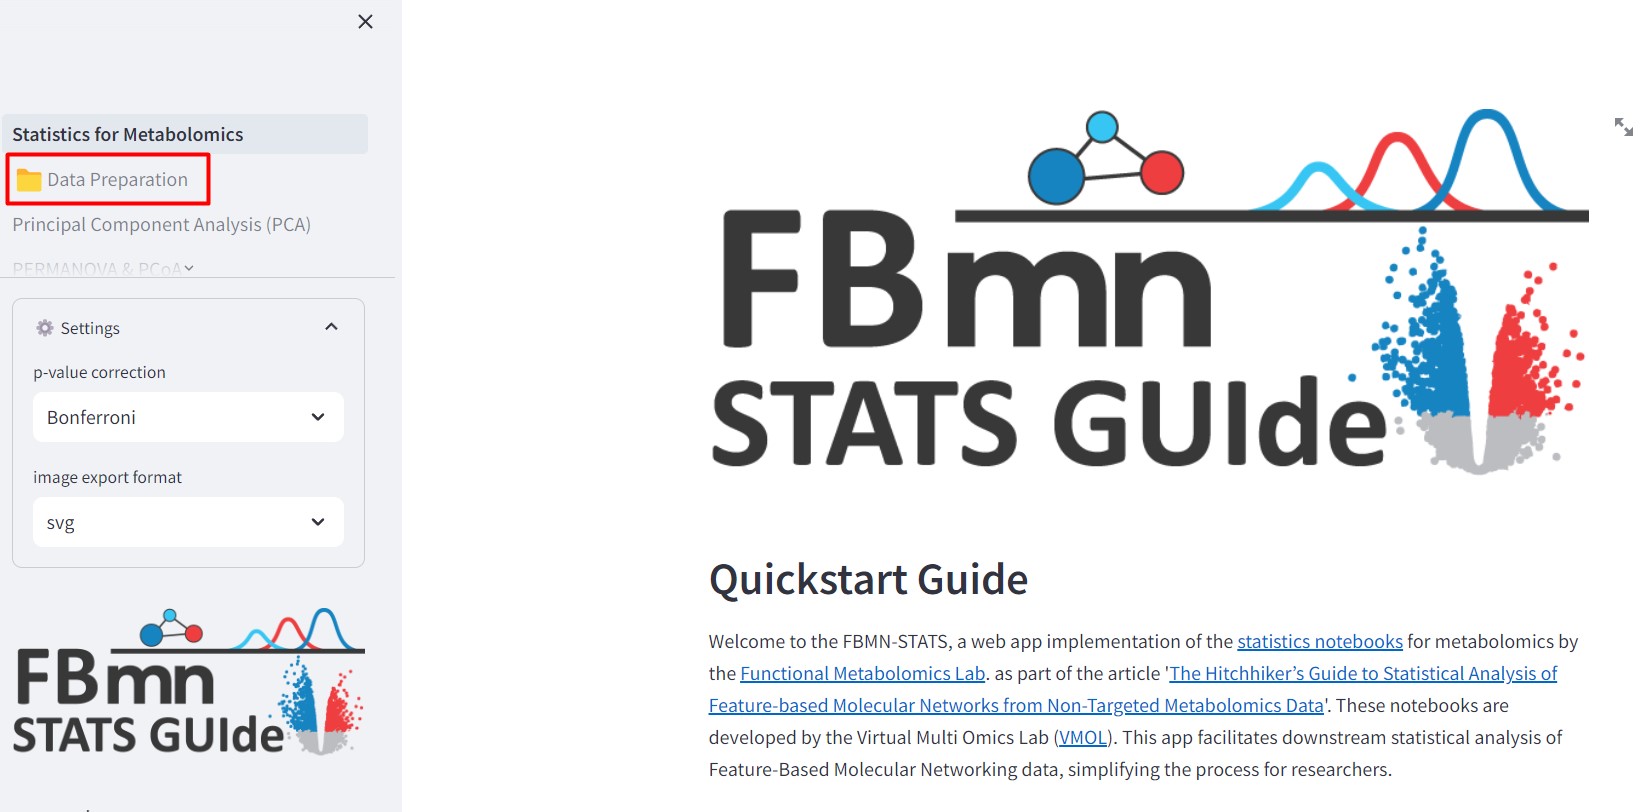 Statistics for Metabolomics
Data Preparation
Principal Component Analysis (PCA)
PERMANOVA & PCoA
Settings
p-value correction
Bonferroni
image export format
svg
FBmn
STATS GUIde
FBmn
STATS GUIde
Quickstart Guide
Welcome to the FBMN-STATS, a web app implementation of the statistics notebooks for metabolomics by
the Functional Metabolomics Lab. as part of the article 'The Hitchhiker’s Guide to Statistical Analysis of
Feature-based Molecular Networks from Non-Targeted Metabolomics Data'. These notebooks are
developed by the Virtual Multi Omics Lab (VMOL). This app facilitates downstream statistical analysis of
Feature-Based Molecular Networking data, simplifying the process for researchers.